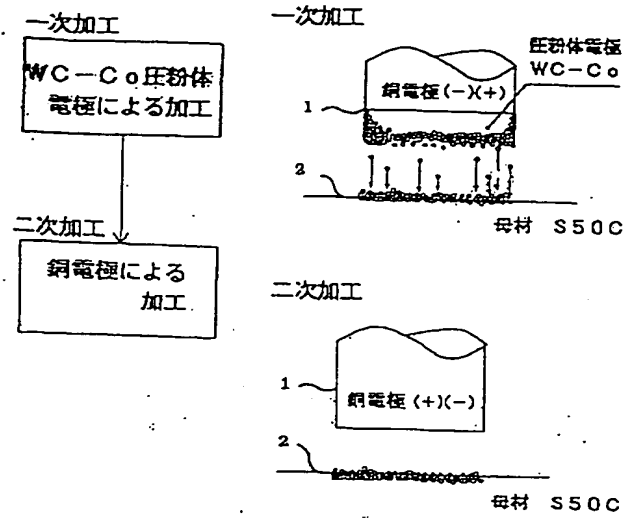 一次加工
WC－Co圧粉体
電極による加工
二次加工
銅電極による
加工
一次加工
圧粉体電極
WC－Co
銅電極(－)(＋)
1
2
母材 S50C
二次加工
1
銅電極(＋)(－)
2
母材 S50C